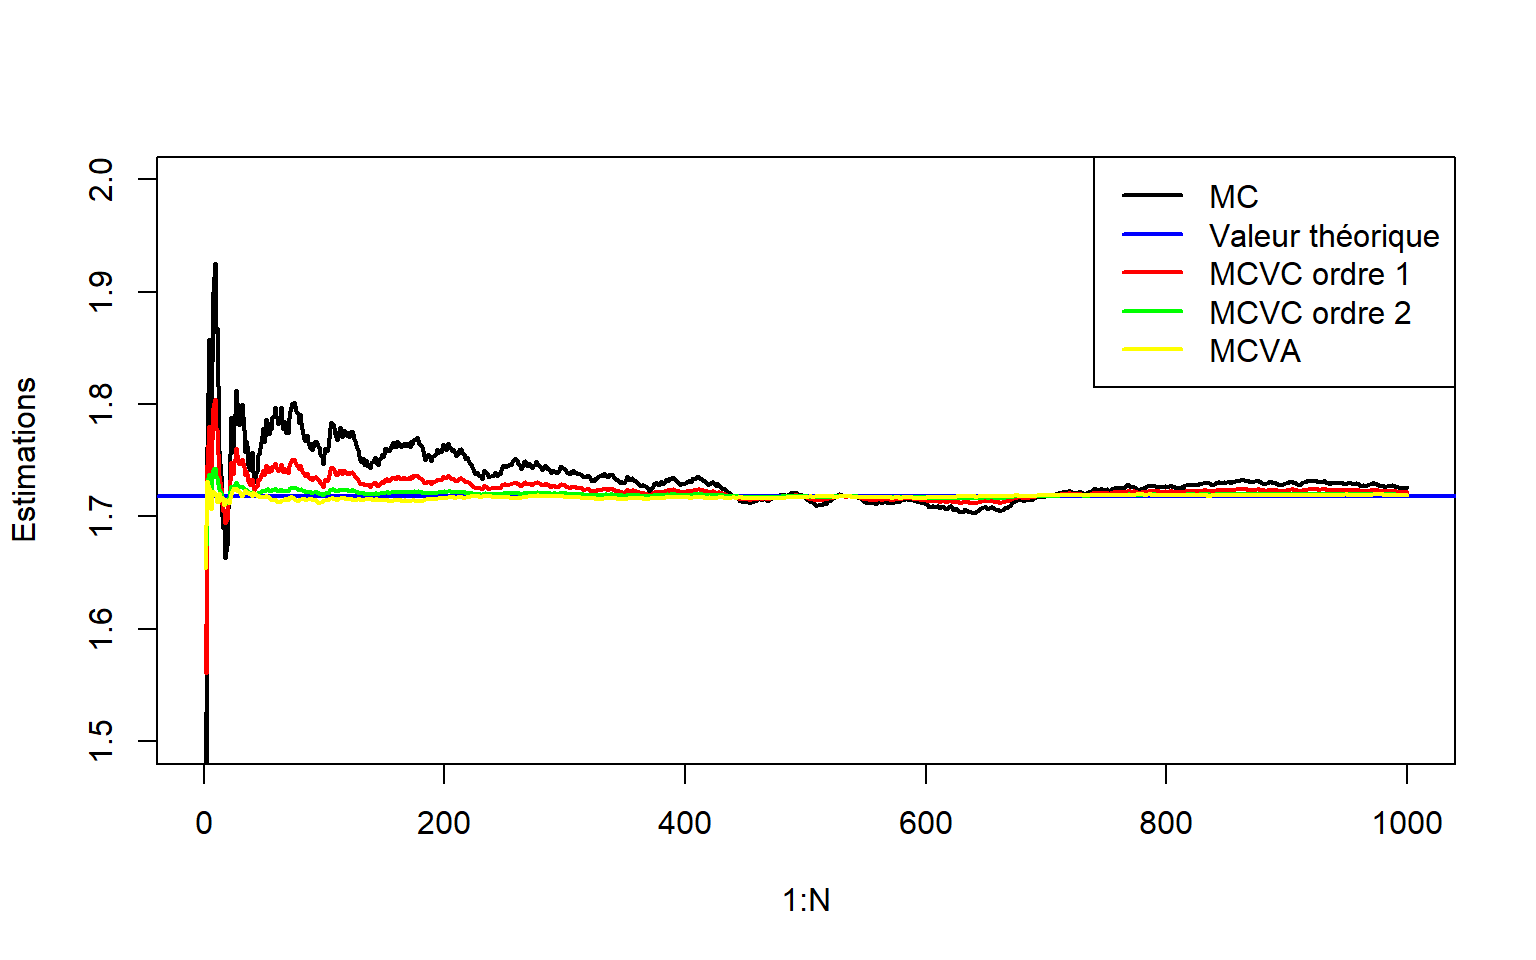 MC
Valeur théorique
MCVC ordre 1
MCVC ordre 2
MCVA
Estimations
2.0
1.9
1.8
1.7
1.6
1.5
0 200 400 600 800 1000
1:N